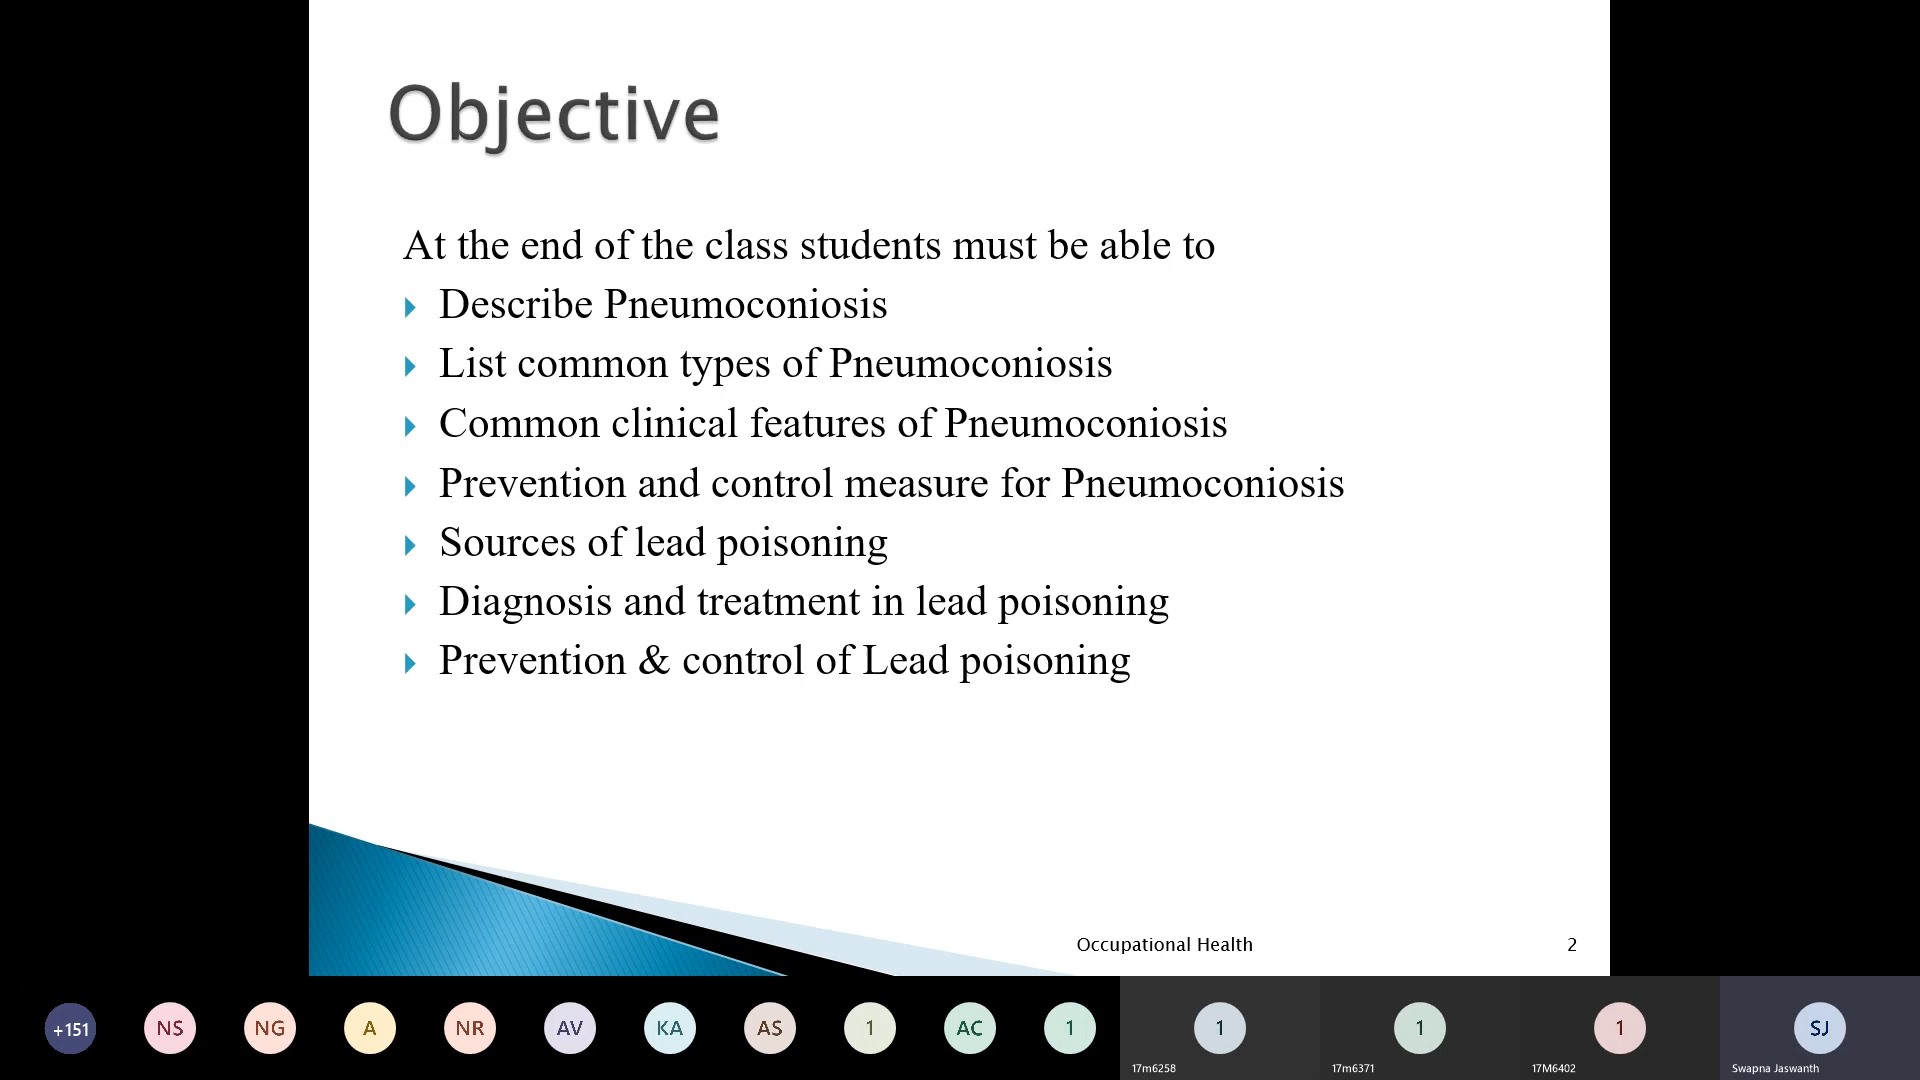 Objective
At the end of the class students must be able to
Describe Pneumoconiosis
List common types of Pneumoconiosis
Common clinical features of Pneumoconiosis
Prevention and control measure for Pneumoconiosis
Sources of lead poisoning
Diagnosis and treatment in lead poisoning
Prevention & control of Lead poisoning
Occupational Health 2
+151 NS NG A NR AV KA AS 1 AC 1 1 1 1 SJ
17m6258 17m6371 17M6402 Swapna Jaswanth